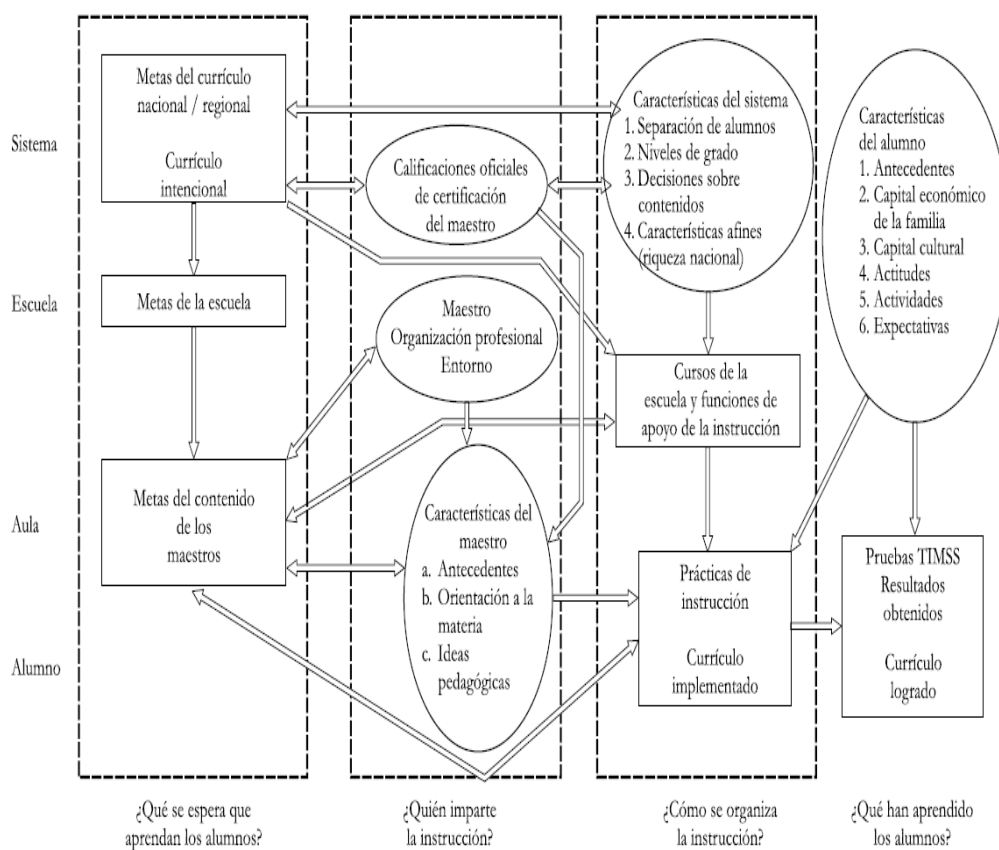 Sistema
Escuela
Aula
Alumno
Metas del currículo
nacional / regional
Currículo
intencional
Metas de la escuela
Metas del contenido
de los
maestros
¿Qué se espera que
aprendan los alumnos?
Calificaciones oficiales
de certificación
del maestro
Maestro
Organización profesional
Entorno
Características del
maestro
a. Antecedentes
b. Orientación a la
materia
c. Ideas
pedagógicas
¿Quién imparte
la instrucción?
Características del sistema
1. Separación de alumnos
2. Niveles de grado
3. Decisiones sobre
contenidos
4. Características afines
(riqueza nacional)
Cursos de la
escuela y funciones de
apoyo de la instrucción
Prácticas de
instrucción
Currículo
implementado
¿Cómo se organiza
la instrucción?
Características
del alumno
1. Antecedentes
2. Capital económico
de la familia
3. Capital cultural
4. Actitudes
5. Actividades
6. Expectativas
Pruebas TIMSS
Resultados
obtenidos
Currículo
logrado
¿Qué han aprendido
los alumnos?